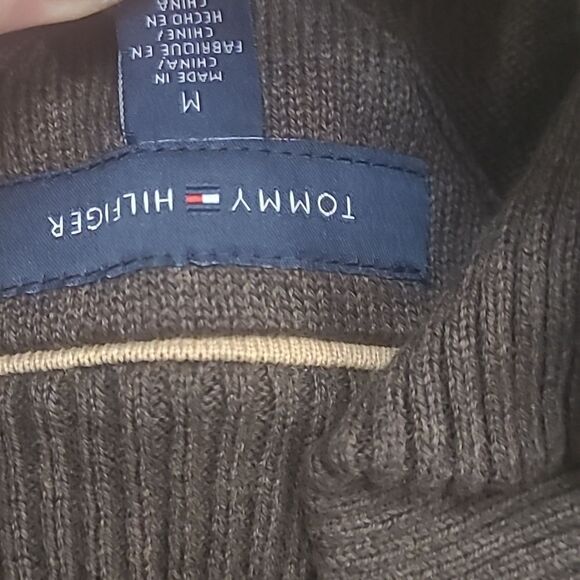 TOMMY HILFIGER
M
MADE IN
CHINA/
FABRIQUE EN
CHINE/
HECHO EN
CHINA